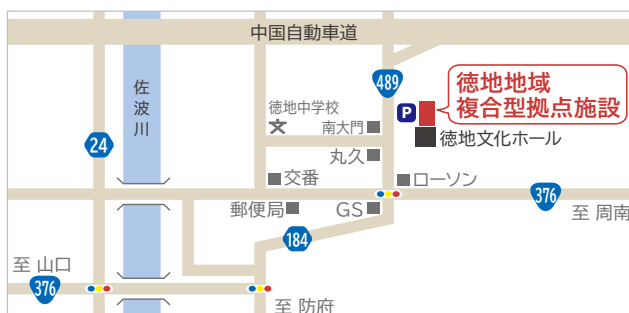 中国自動車道
佐波川
489
徳地地域
複合型拠点施設
P
徳地中学校
南大門
徳地文化ホール
24
丸久
交番
ローソン
376
郵便局
GS
至 周南
184
至 山口
376
至 防府